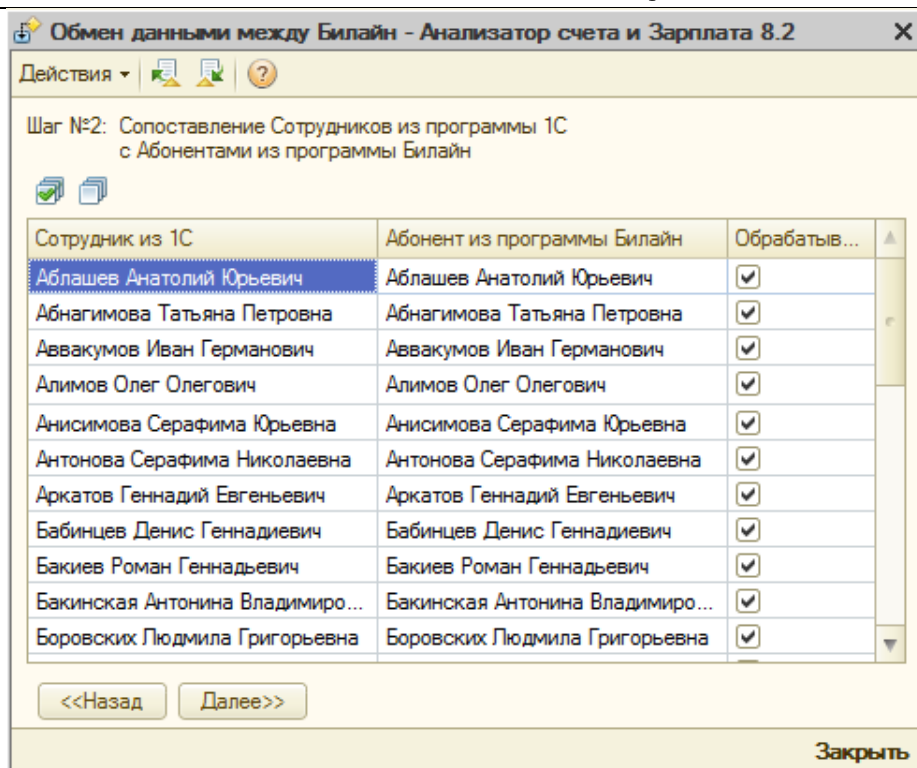 Обмен данными между Билайн - Анализатор счета и Зарплата 8.2
Действия
Шаг №2: Сопоставление Сотрудников из программы 1С
с Абонентами из программы Билайн
Сотрудник из 1С Абонент из программы Билайн Обрабатыв...
Аблашев Анатолий Юрьевич Аблашев Анатолий Юрьевич
Абнагимова Татьяна Петровна Абнагимова Татьяна Петровна
Аввакумов Иван Германович Аввакумов Иван Германович
Алимов Олег Олегович Алимов Олег Олегович
Анисимова Серафима Юрьевна Анисимова Серафима Юрьевна
Антонова Серафима Николаевна Антонова Серафима Николаевна
Аркатов Геннадий Евгеньевич Аркатов Геннадий Евгеньевич
Бабинцев Денис Геннадиевич Бабинцев Денис Геннадиевич
Бакиев Роман Геннадьевич Бакиев Роман Геннадьевич
Бакинская Антонина Владимиро... Бакинская Антонина Владимиро...
Боровских Людмила Григорьевна Боровских Людмила Григорьевна
<<Назад Далее>>
Закрыть